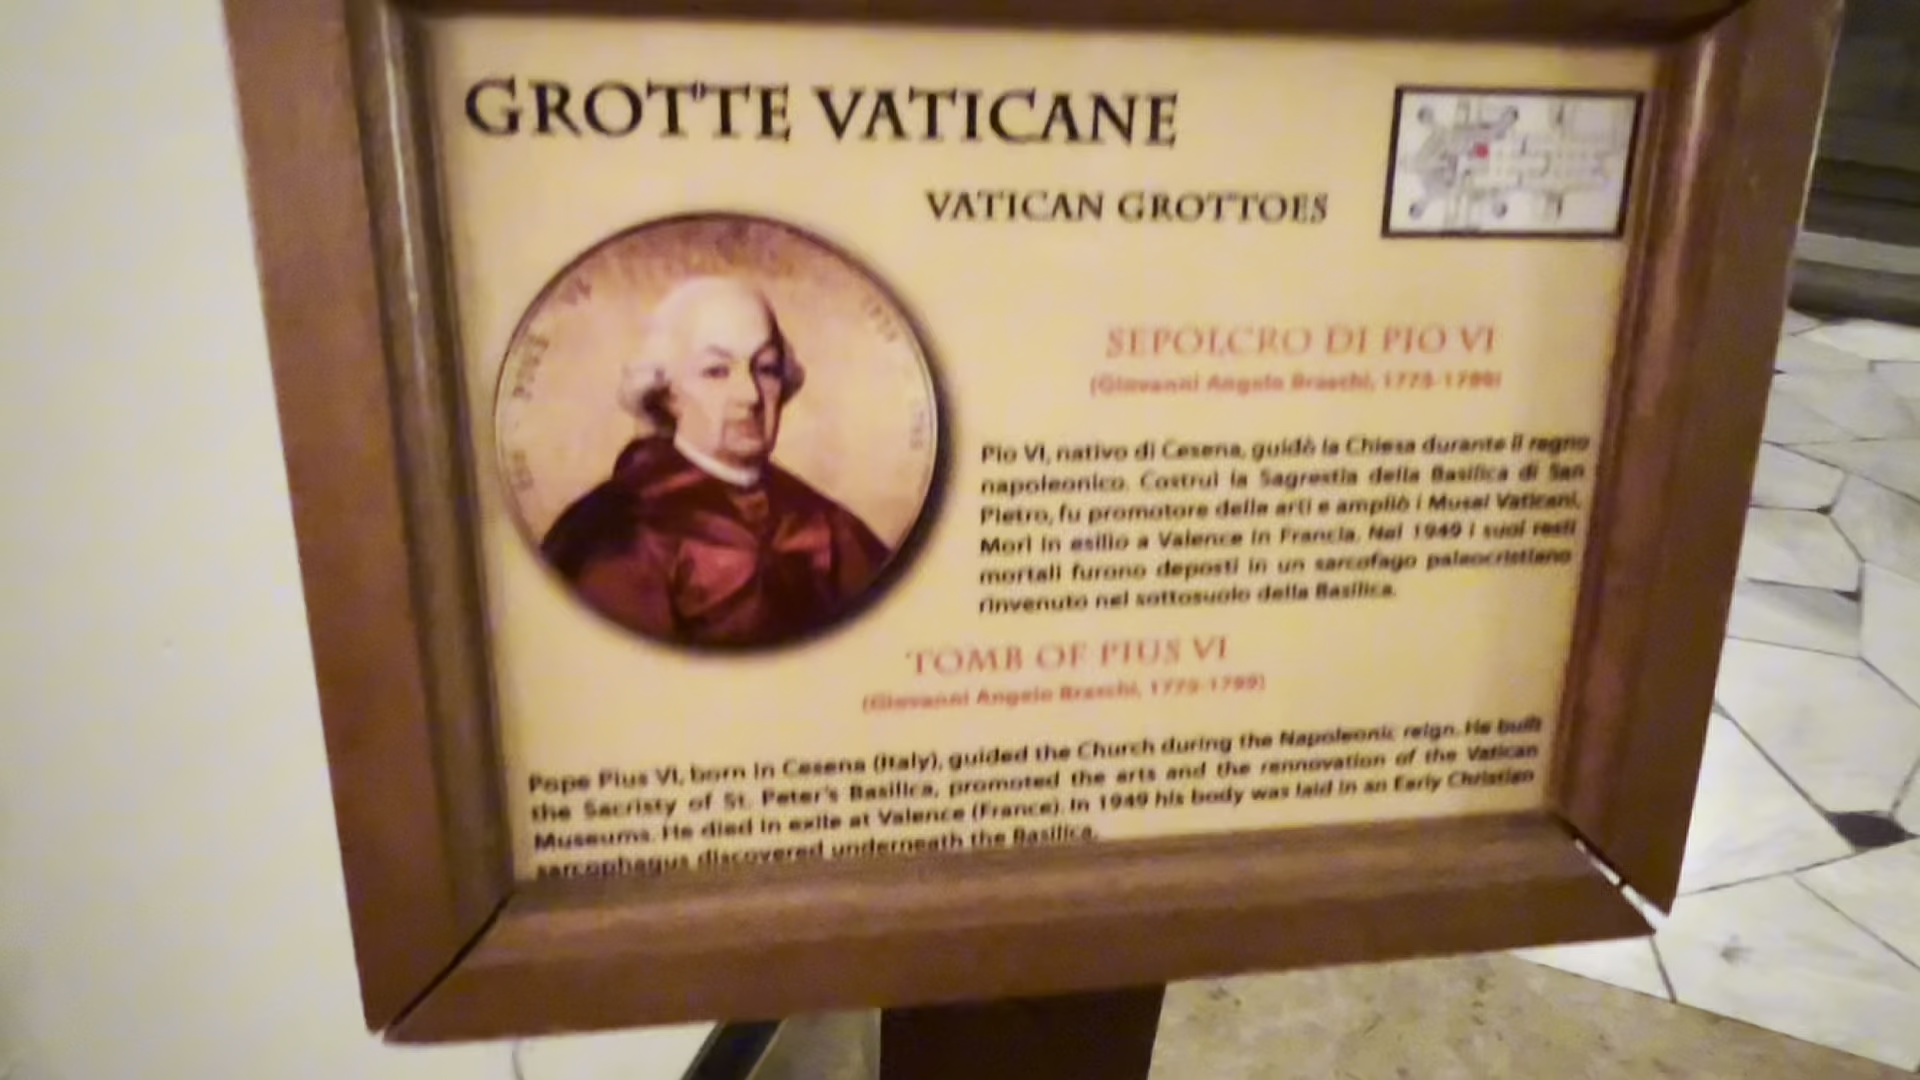 GROTTE VATICANE
VATICAN GROTTOES
SEPOLCRO DI PIO VI
(Giovanni Angelo Braschi, 1775-1799)
Pio VI, nativo di Cesena, guidò la Chiesa durante il regno
napoleonico. Costruì la Sagrestia della Basilica di San
Pietro, fu promotore delle arti e ampliò i Musei Vaticani.
Morì in esilio a Valence in Francia. Nel 1949 i suoi resti
mortali furono deposti in un sarcofago paleocristiano
rinvenuto nel sottosuolo della Basilica.
TOMB OF PIUS VI
(Giovanni Angelo Braschi, 1775-1799)
Pope Pius VI, born in Cesena (Italy), guided the Church during the Napoleonic reign. He built
the Sacristy of St. Peter's Basilica, promoted the arts and the rennovation of the Vatican
Museums. He died in exile at Valence (France). In 1949 his body was laid in an Early Christian
sarcophagus discovered underneath the Basilica.
PIUS VI